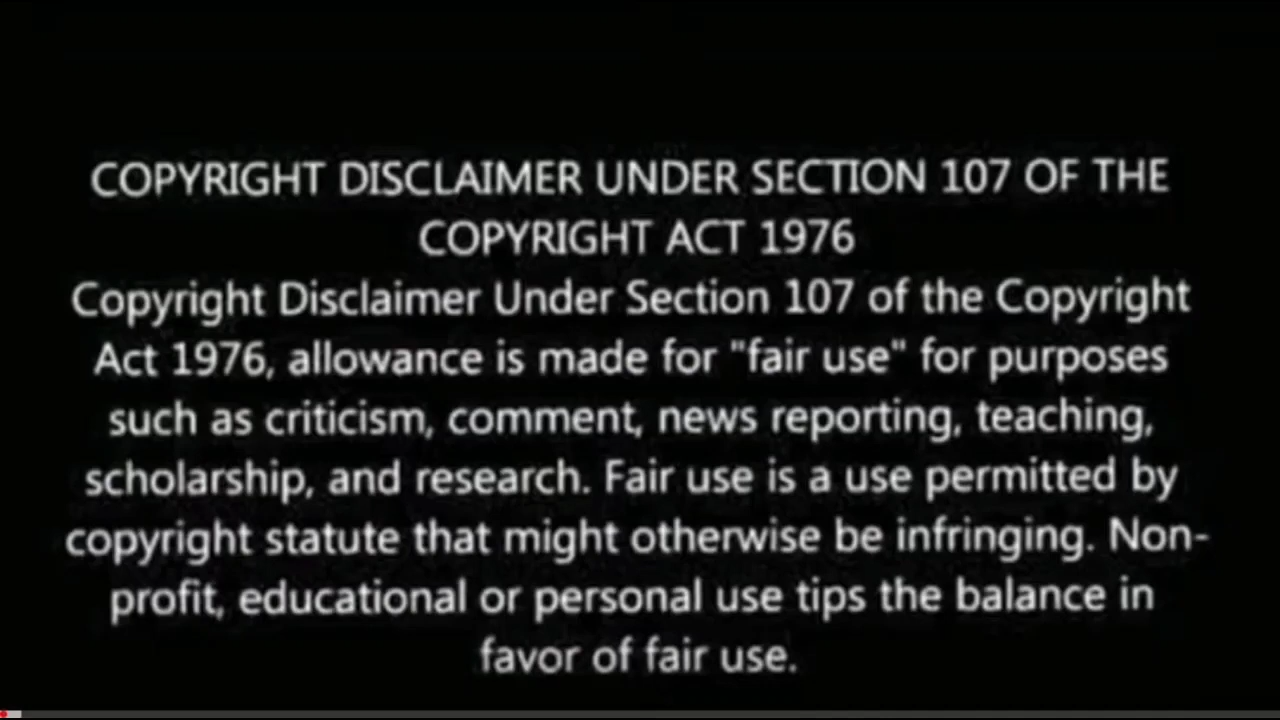 COPYRIGHT DISCLAIMER UNDER SECTION 107 OF THE
COPYRIGHT ACT 1976
Copyright Disclaimer Under Section 107 of the Copyright
Act 1976, allowance is made for "fair use" for purposes
such as criticism, comment, news reporting, teaching,
scholarship, and research. Fair use is a use permitted by
copyright statute that might otherwise be infringing. Non-
profit, educational or personal use tips the balance in
favor of fair use.